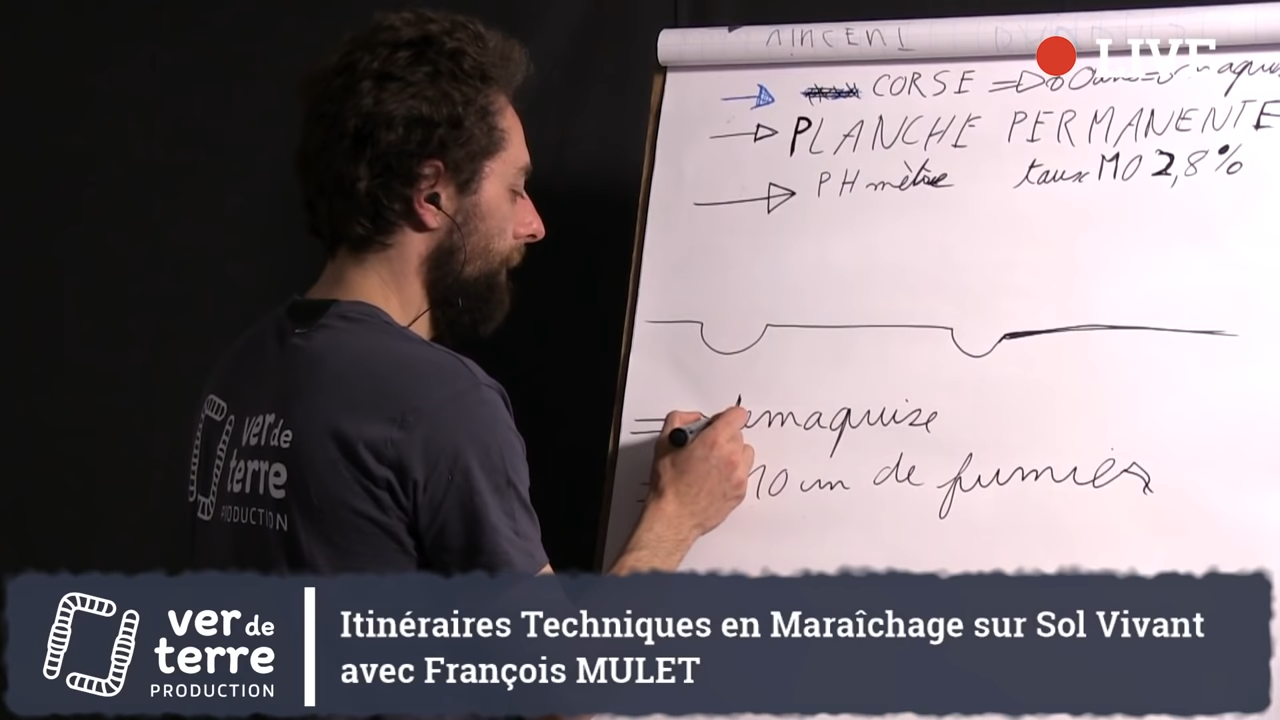 LIVE
VINCENT
CORSE
PLANCHE PERMANENTE
PH mètre taux MO 2,8%
10 cm de fumier
ver de
terre
PRODUCTION
ver de
terre
PRODUCTION
Itinéraires Techniques en Maraîchage sur Sol Vivant
avec François MULET